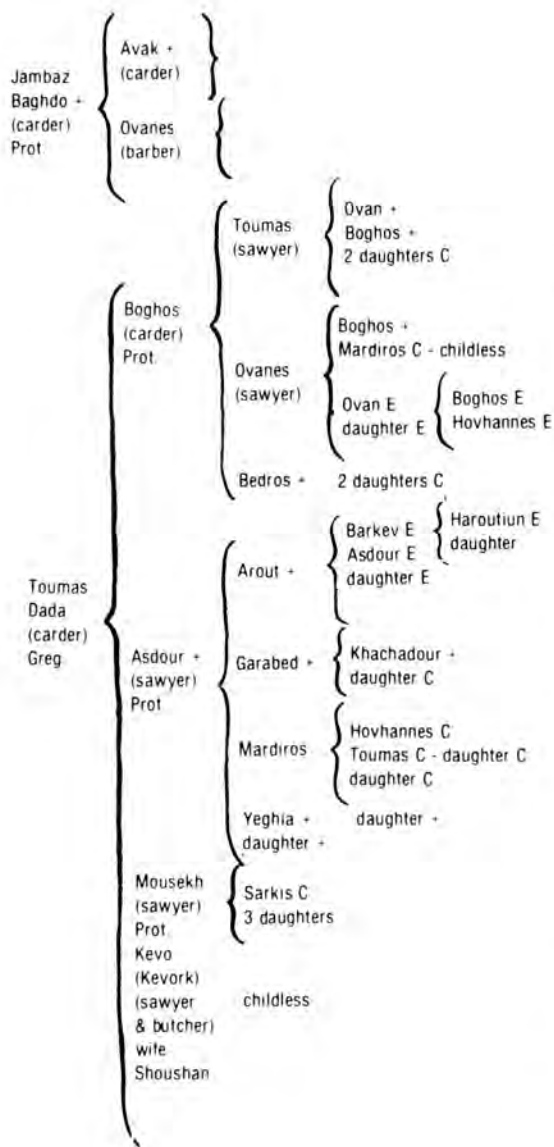 Jambaz
Baghdo +
(carder)
Prot
Avak +
(carder)
Ovanes
(barber)
Toumas
Dada
(carder)
Greg
Boghos
(carder)
Prot.
Toumas
(sawyer)
Ovan +
Boghos +
2 daughters C
Ovanes
(sawyer)
Boghos +
Mardiros C - childless
Ovan E
daughter E
Boghos E
Hovhannes E
Bedros +
2 daughters C
Asdour +
(sawyer)
Prot
Arout +
Barkev E
Asdour E
daughter E
Haroutiun E
daughter
Garabed +
Khachadour +
daughter C
Mardiros
Hovhannes C
Toumas C - daughter C
daughter C
Yeghia +
daughter +
daughter +
Mousekh
(sawyer)
Prot.
Sarkis C
3 daughters
Kevo
(Kevork)
(sawyer
& butcher)
wife
Shoushan
childless